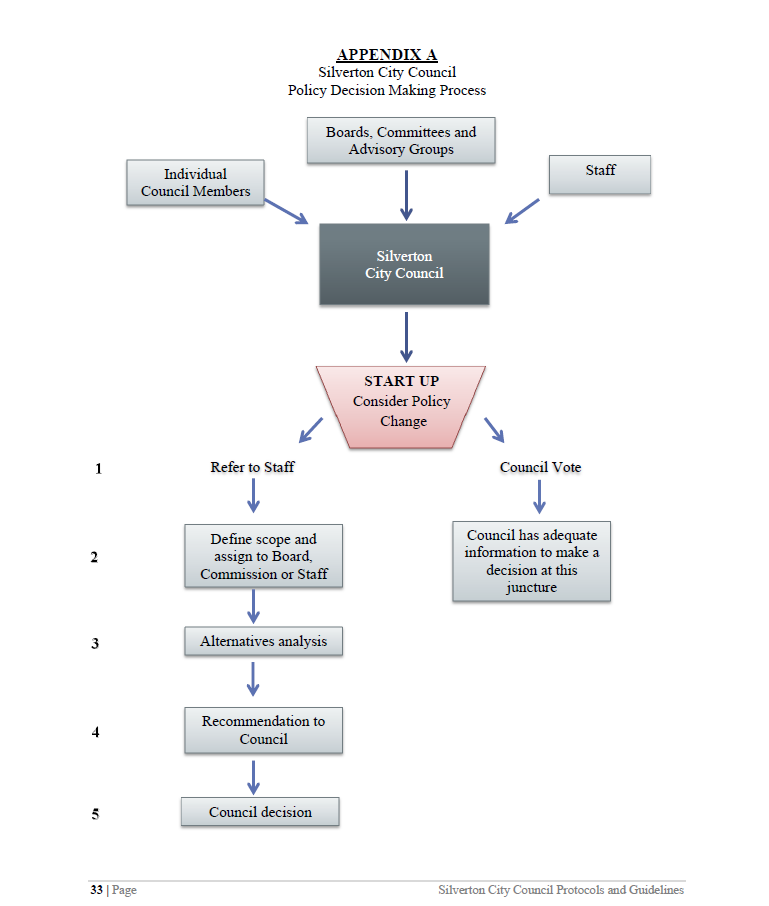 APPENDIX A
Silverton City Council
Policy Decision Making Process
Boards, Committees and
Advisory Groups
Individual
Council Members
Staff
Silverton
City Council
START UP
Consider Policy
Change
1
Refer to Staff
Council Vote
2
Define scope and
assign to Board,
Commission or Staff
Council has adequate
information to make a
decision at this
juncture
3
Alternatives analysis
4
Recommendation to
Council
5
Council decision
33 | Page
Silverton City Council Protocols and Guidelines